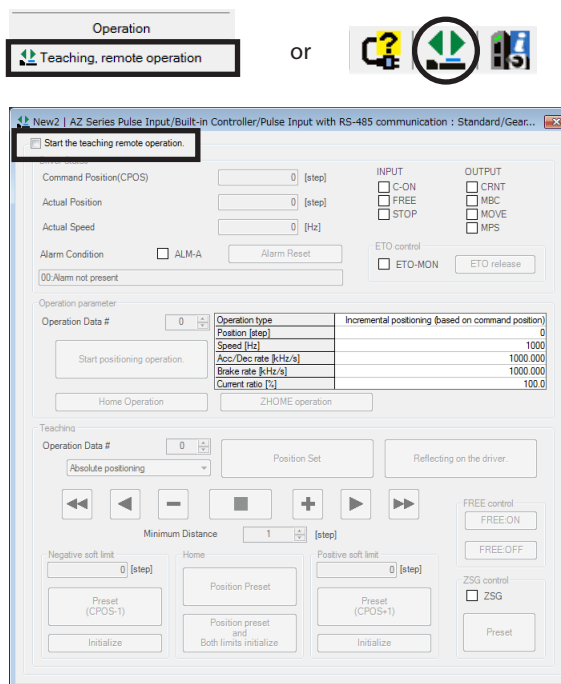 Operation
Teaching, remote operation
or
New2 | AZ Series Pulse Input/Built-in Controller/Pulse Input with RS-485 communication : Standard/Gear...
Start the teaching remote operation.
Command Position(CPOS) 0 [step]
Actual Position 0 [step]
Actual Speed 0 [Hz]
INPUT
C-ON
FREE
STOP
OUTPUT
CRNT
MBC
MOVE
MPS
Alarm Condition ALM-A Alarm Reset
00:Alarm not present
ETO control
ETO-MON ETO release
Operation parameter
Operation Data # 0
Start positioning operation.
Operation type Incremental positioning (based on command position)
Position [step] 0
Speed [Hz] 1000
Acc/Dec rate [kHz/s] 1000.000
Brake rate [kHz/s] 1000.000
Current ratio [%] 100.0
Home Operation ZHOME operation
Teaching
Operation Data # 0
Absolute positioning
Position Set
Reflecting on the driver.
Minimum Distance 1 [step]
FREE control
FREE:ON
FREE:OFF
Negative soft limit
0 [step]
Preset
(CPOS-1)
Initialize
Home
Position Preset
Position preset
and
Both limits initialize
Positive soft limit
0 [step]
Preset
(CPOS+1)
Initialize
ZSG control
ZSG
Preset